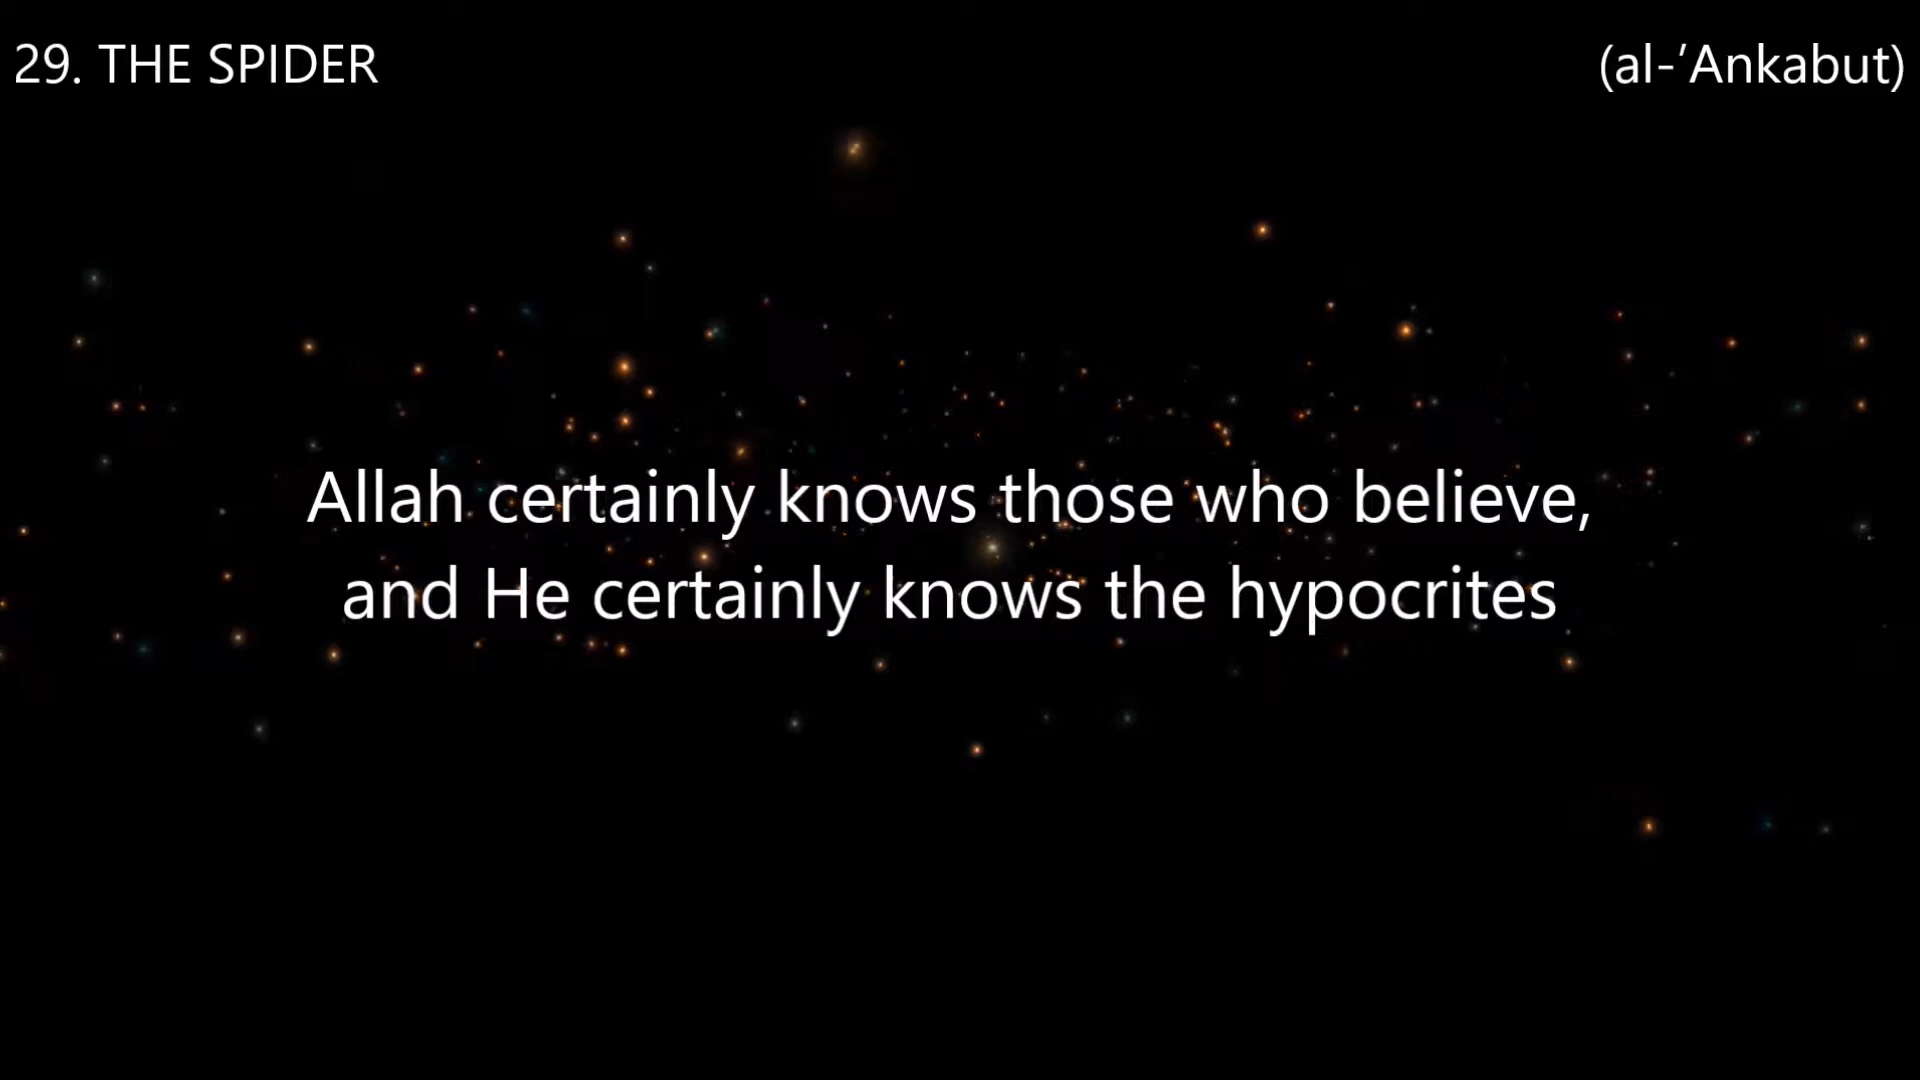 29. THE SPIDER
(al-’Ankabut)
Allah certainly knows those who believe,
and He certainly knows the hypocrites